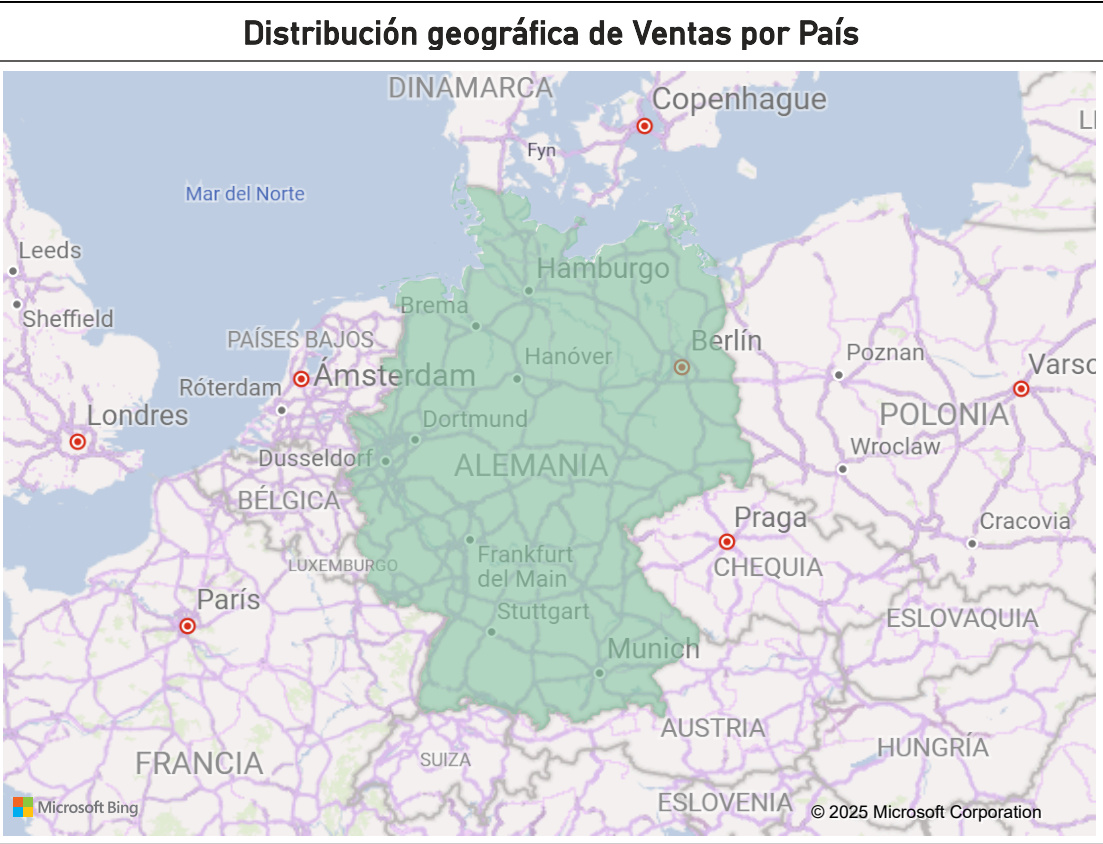 Distribución geográfica de Ventas por País
DINAMARCA
Copenhague
LI
Fyn
Mar del Norte
Leeds
Hamburgo
Brema
Sheffield
PAÍSES BAJOS
Berlín
Hanóver
Poznan
Varso
Ámsterdam
Róterdam
Londres
Dortmund
POLONIA
Wroclaw
Dusseldorf
ALEMANIA
BÉLGICA
Praga
Cracovia
Frankfurt
del Main
LUXEMBURGO
CHEQUIA
París
Stuttgart
ESLOVAQUIA
Munich
AUSTRIA
HUNGRÍA
SUIZA
FRANCIA
Microsoft Bing
ESLOVENIA
© 2025 Microsoft Corporation